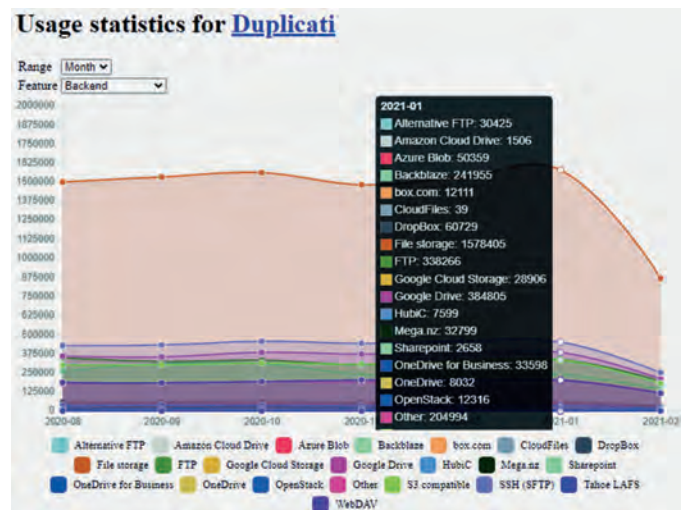 Usage statistics for Duplicati
Range Month
Feature Backend
2000000
1875000
1750000
1625000
1500000
1375000
1250000
1125000
1000000
875000
750000
625000
500000
375000
250000
125000
0
2021-01
Alternative FTP: 30425
Amazon Cloud Drive: 1506
Azure Blob: 50359
Backblaze: 241955
box.com: 12111
CloudFiles: 39
DropBox: 60729
File storage: 1578405
FTP: 338266
Google Cloud Storage: 28906
Google Drive: 384805
HubiC: 7599
Mega.nz: 32799
Sharepoint: 2658
OneDrive for Business: 33598
OneDrive: 8032
OpenStack: 12316
Other: 204994
2020-08 2020-09 2020-10 2021-01 2021-02
Alternative FTP Amazon Cloud Drive Azure Blob Backblaze box.com CloudFiles DropBox
File storage FTP Google Cloud Storage Google Drive HubiC Mega.nz Sharepoint
OneDrive for Business OneDrive OpenStack Other S3 compatible SSH (SFTP) Tahoe LAFS
WebDAV